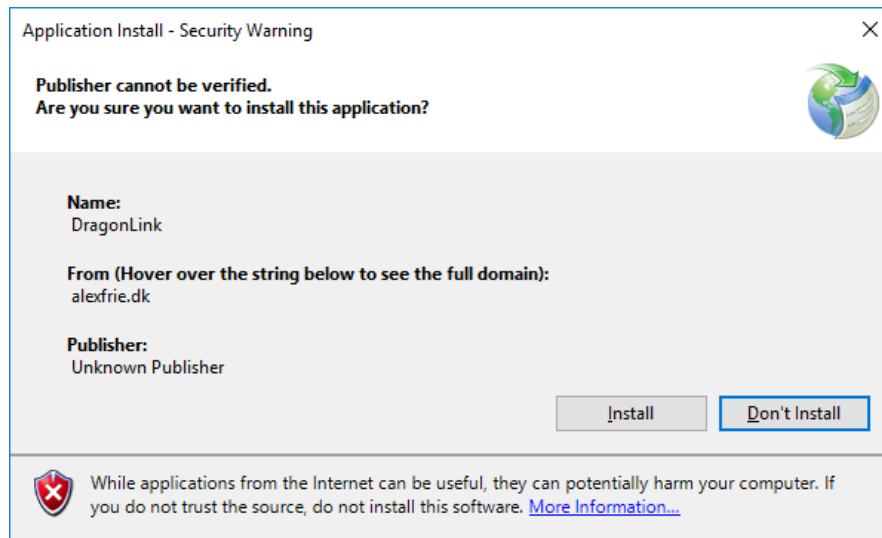 Application Install - Security Warning
Publisher cannot be verified.
Are you sure you want to install this application?
Name:
DragonLink
From (Hover over the string below to see the full domain):
alexfrie.dk
Publisher:
Unknown Publisher
Install
Don't Install
While applications from the Internet can be useful, they can potentially harm your computer. If
you do not trust the source, do not install this software. More Information...